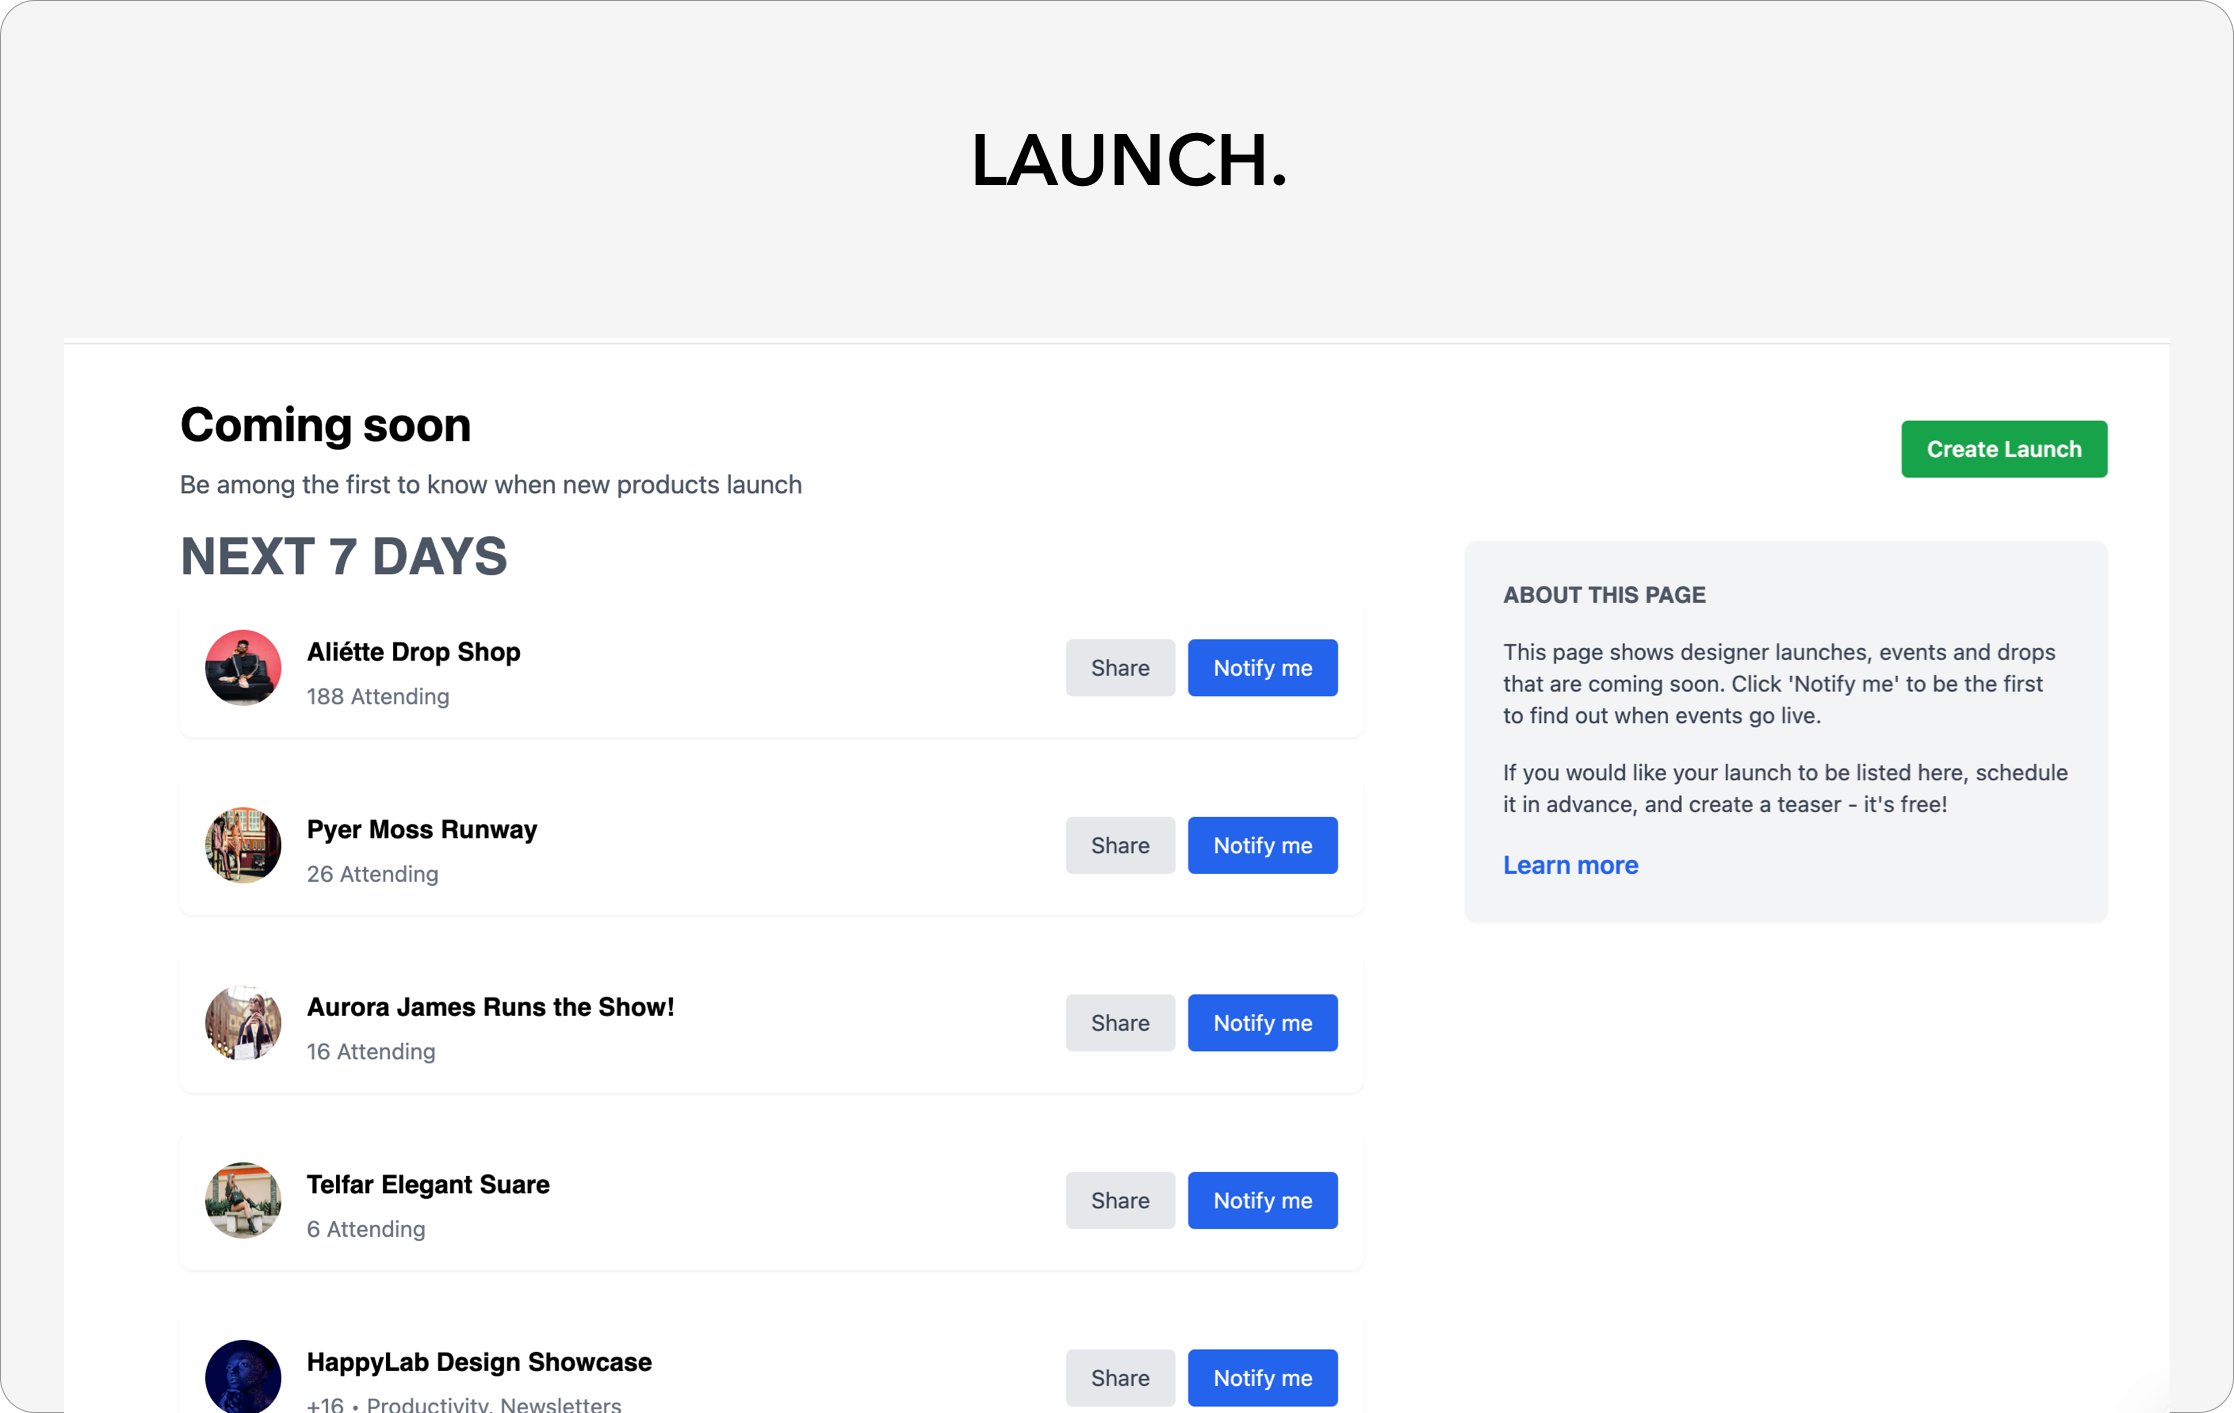 LAUNCH.
Coming soon
Be among the first to know when new products launch
Create Launch
NEXT 7 DAYS
Aliétte Drop Shop
188 Attending
Share
Notify me
Pyer Moss Runway
26 Attending
Share
Notify me
Aurora James Runs the Show!
16 Attending
Share
Notify me
Telfar Elegant Suare
6 Attending
Share
Notify me
HappyLab Design Showcase
+16 • Productivity, Newsletters
Share
Notify me
ABOUT THIS PAGE
This page shows designer launches, events and drops
that are coming soon. Click 'Notify me' to be the first
to find out when events go live.
If you would like your launch to be listed here, schedule
it in advance, and create a teaser - it's free!
Learn more